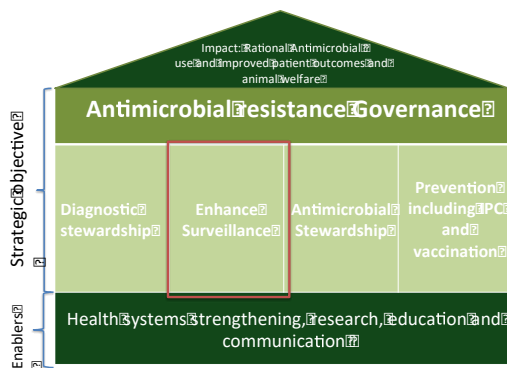 Impact: Rational Antimicrobial
use and improved patient outcomes and
animal welfare
Antimicrobial resistance Governance
Strategic objective
Diagnostic
stewardship
Enhance
Surveillance
Antimicrobial
Stewardship
Prevention
including IPC
and
vaccination
Enablers
Health systems strengthening, research, education and
communication